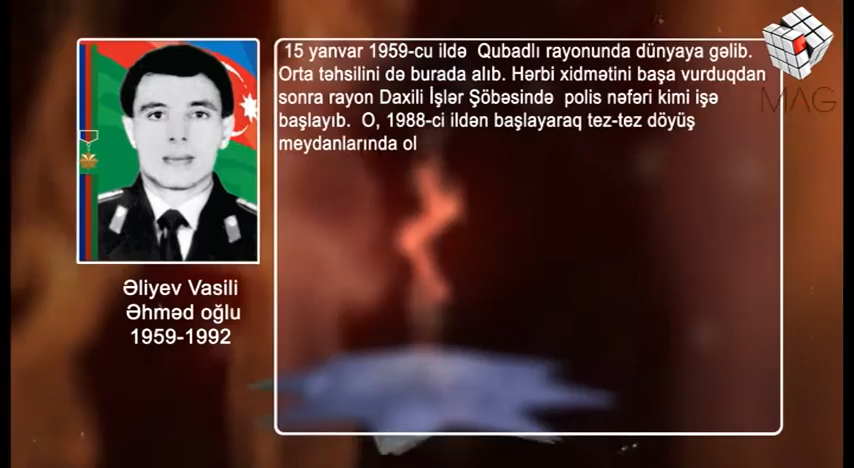 15 yanvar 1959-cu ildə Qubadlı rayonunda dünyaya gəlib.
Orta təhsilini də burada alıb. Hərbi xidmətini başa vurduqdan
sonra rayon Daxili İşlər Şöbəsində polis nəfəri kimi işə
başlayıb. O, 1988-ci ildən başlayaraq tez-tez döyüş
meydanlarında ol
MAG
Əliyev Vasili
Əhməd oğlu
1959-1992